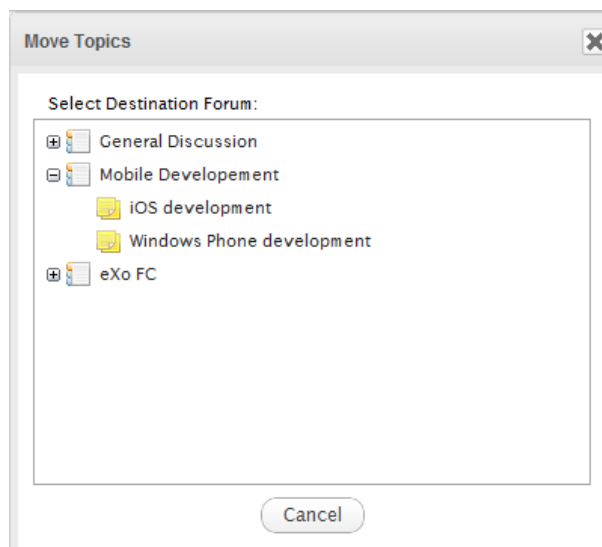 Move Topics
Select Destination Forum:
General Discussion
Mobile Developement
iOS development
Windows Phone development
eXo FC
Cancel